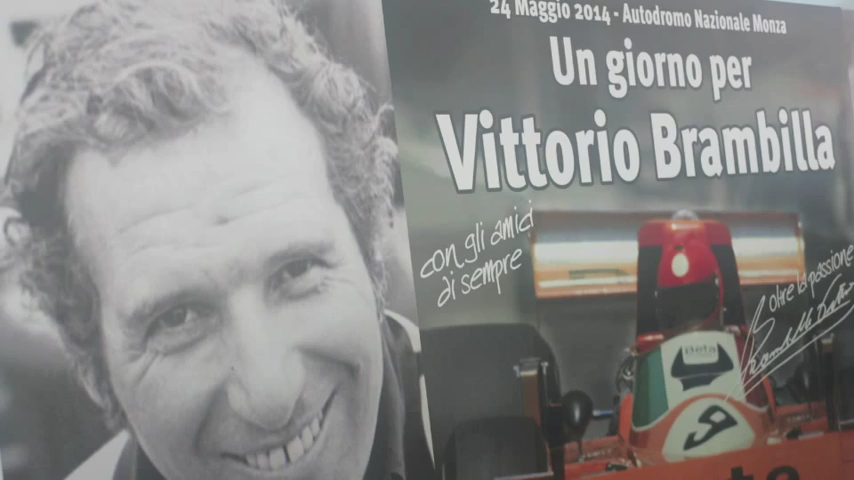 24 Maggio 2014 - Autodromo Nazionale Monza
Un giorno per
Vittorio Brambilla
con gli amici
di sempre
oltre la passione
Beta
9